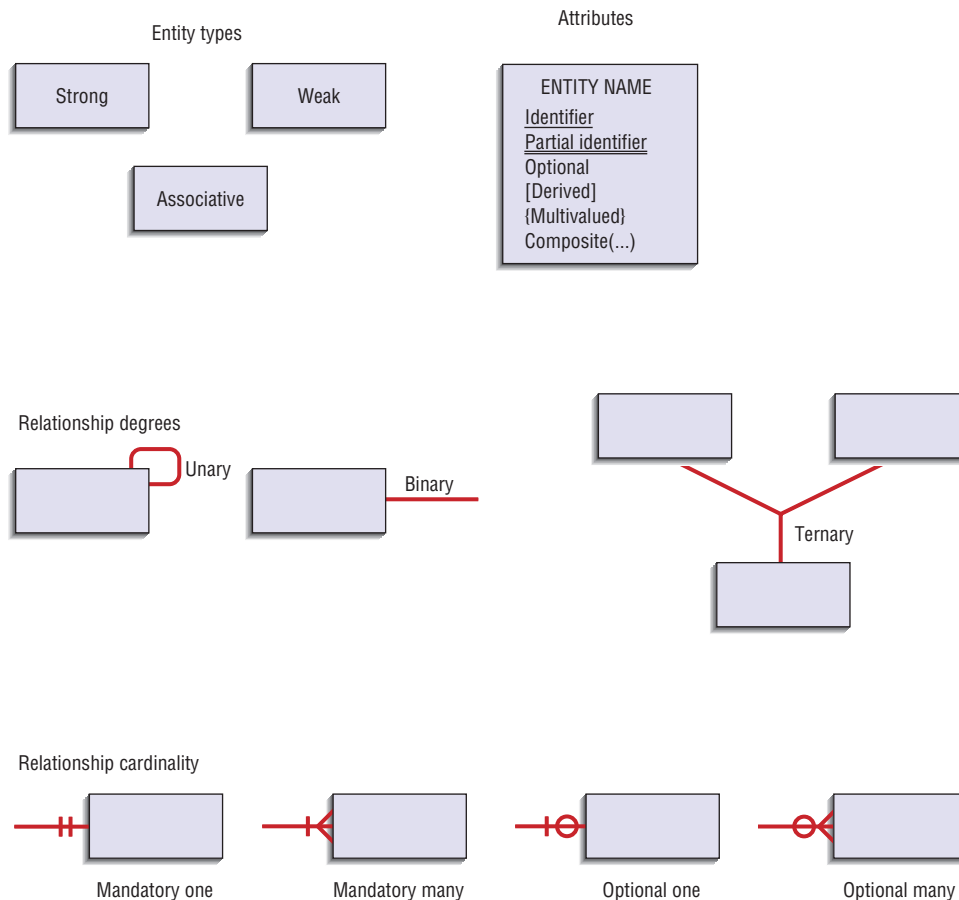 Entity types
Attributes
Strong
Weak
Associative
ENTITY NAME
Identifier
Partial identifier
Optional
[Derived]
{Multivalued}
Composite(...)
Relationship degrees
Unary
Binary
Ternary
Relationship cardinality
Mandatory one
Mandatory many
Optional one
Optional many